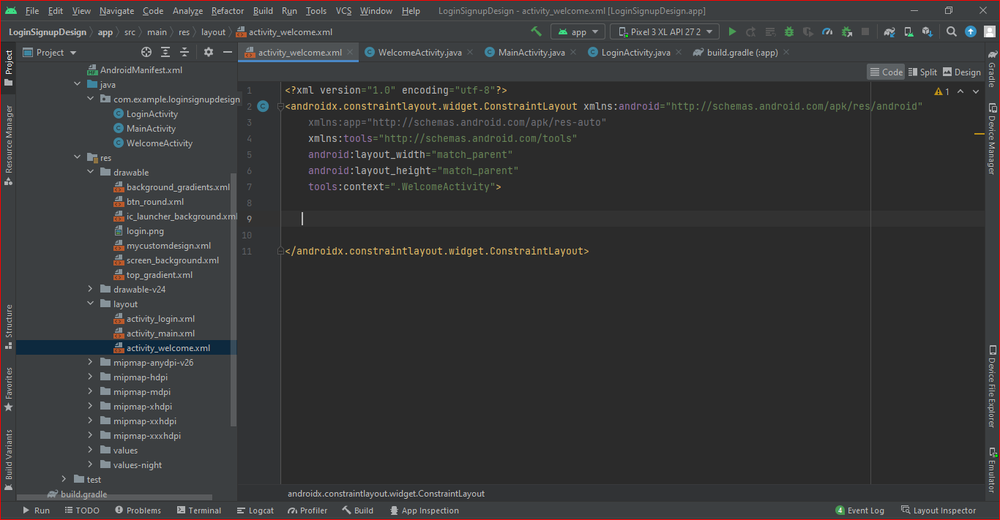 File Edit View Navigate Code Analyze Refactor Build Run Tools VCS Window Help LoginSignupDesign - activity_welcome.xml [LoginSignupDesign.app]
LoginSignupDesign app src main res layout activity_welcome.xml app Pixel 3 XL API 27 2
Project
activity_welcome.xml WelcomeActivity.java MainActivity.java LoginActivity.java build.gradle (:app)
Code Split Design
Project
Resource Manager
Structure
Favorites
Build Variants
AndroidManifest.xml
java
com.example.loginsignupdesign
LoginActivity
MainActivity
WelcomeActivity
res
drawable
background_gradients.xml
btn_round.xml
ic_launcher_background.xml
login.png
mycustomdesign.xml
screen_background.xml
top_gradient.xml
drawable-v24
layout
activity_login.xml
activity_main.xml
activity_welcome.xml
mipmap-anydpi-v26
mipmap-hdpi
mipmap-mdpi
mipmap-xhdpi
mipmap-xxhdpi
mipmap-xxxhdpi
values
values-night
test
build.gradle
1 <?xml version="1.0" encoding="utf-8"?>
2 <androidx.constraintlayout.widget.ConstraintLayout xmlns:android="http://schemas.android.com/apk/res/android"
3 xmlns:app="http://schemas.android.com/apk/res-auto"
4 xmlns:tools="http://schemas.android.com/tools"
5 android:layout_width="match_parent"
6 android:layout_height="match_parent"
7 tools:context=".WelcomeActivity">
8
9
10
11 </androidx.constraintlayout.widget.ConstraintLayout>
1
androidx.constraintlayout.widget.ConstraintLayout
Gradle
Device Manager
Device File Explorer
Emulator
Run TODO Problems Terminal Logcat Profiler Build App Inspection 4 Event Log Layout Inspector